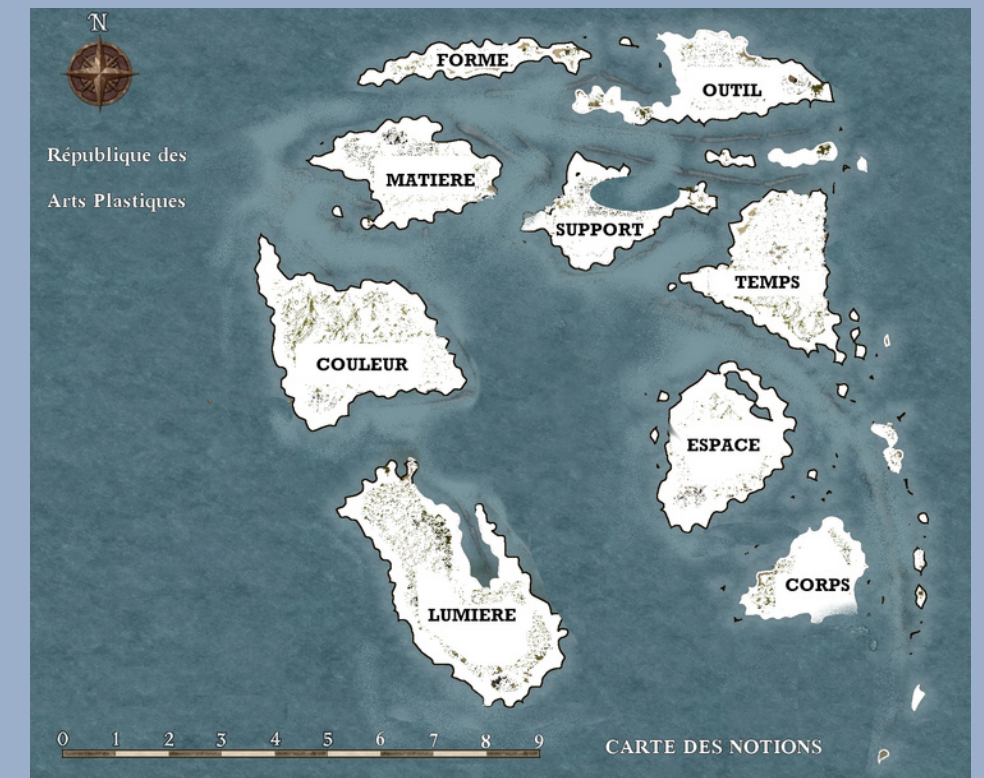 N
FORME
OUTIL
République des
Arts Plastiques
MATIERE
SUPPORT
TEMPS
COULEUR
ESPACE
CORPS
LUMIERE
0 1 2 3 4 5 6 7 8 9
CARTE DES NOTIONS